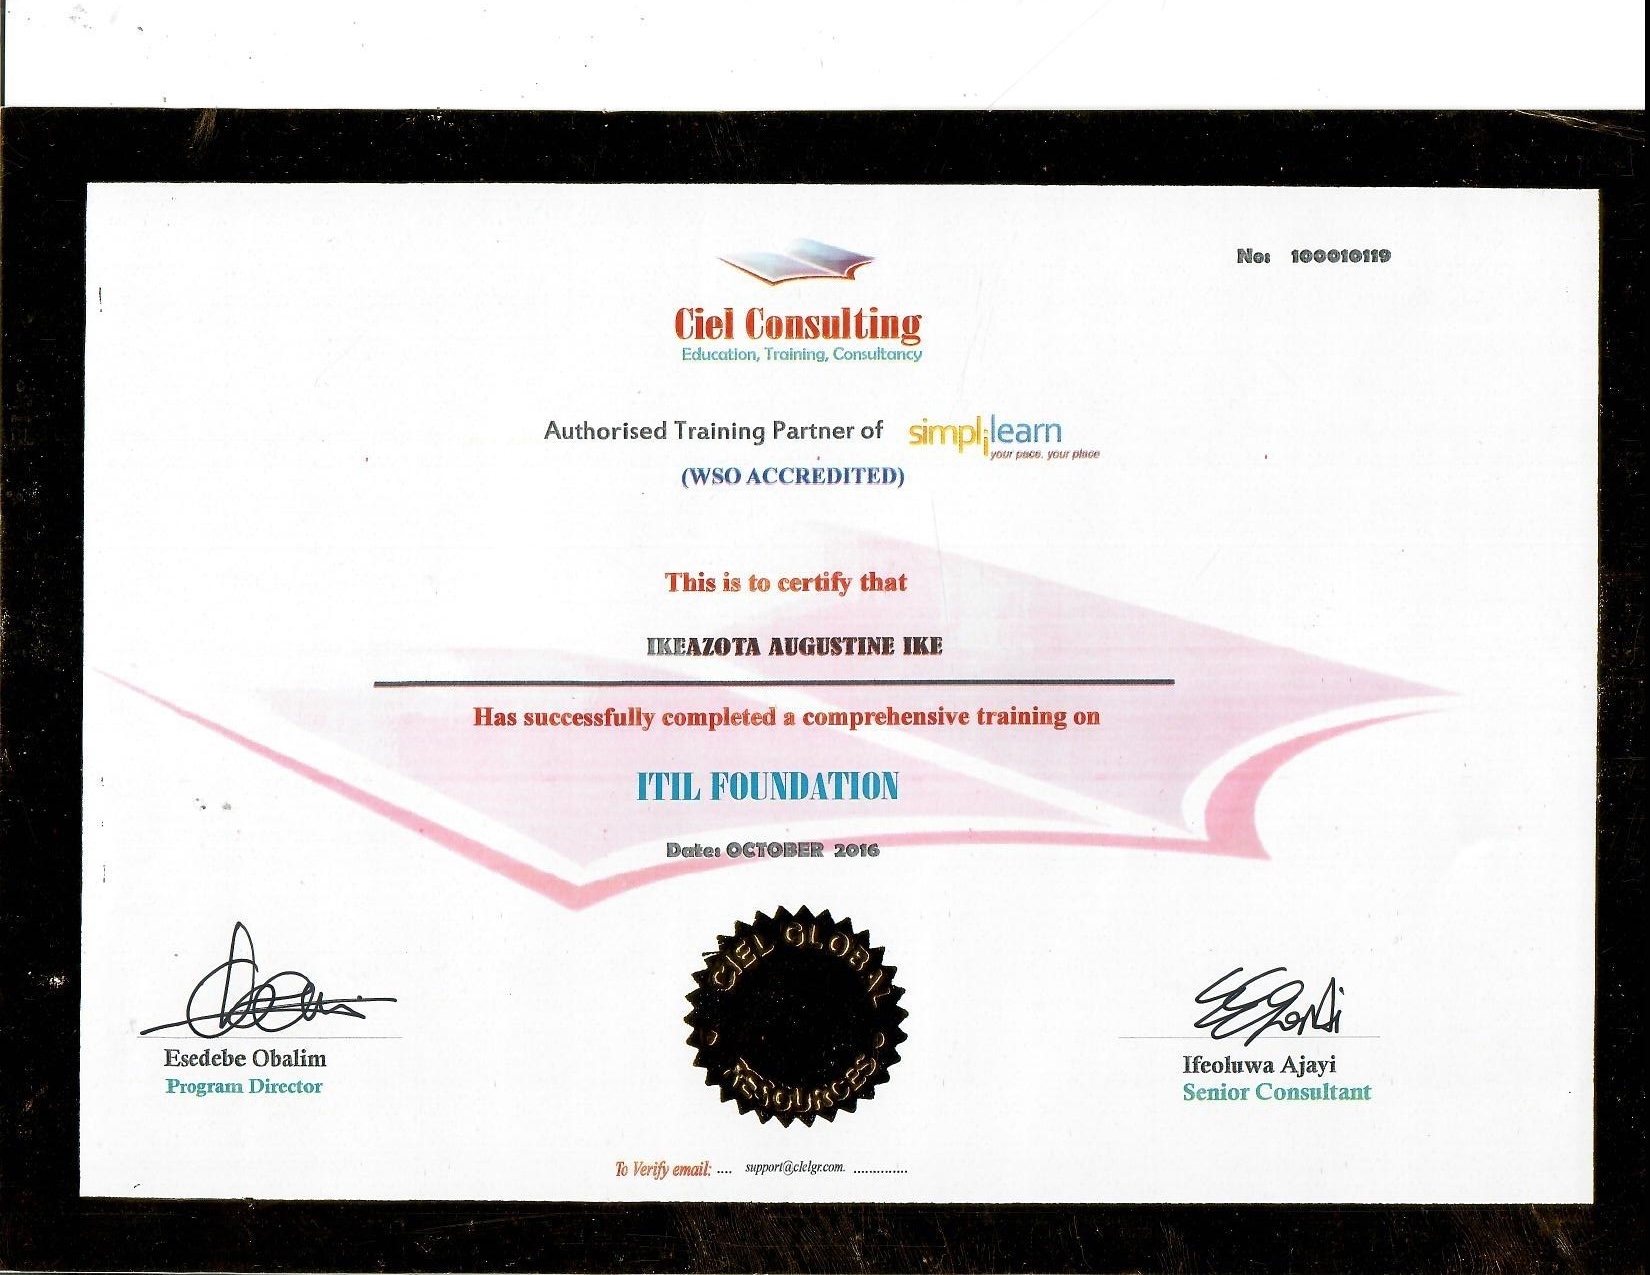 No: 100010119
Ciel Consulting
Education, Training, Consultancy
Authorised Training Partner of simplilearn
your pace. your place
(WSO ACCREDITED)
This is to certify that
IKEAZOTA AUGUSTINE IKE
Has successfully completed a comprehensive training on
ITIL FOUNDATION
Date: OCTOBER 2016
CIEL GLOBAL
RESOURCES
Esedebe Obalim
Program Director
Ifeoluwa Ajayi
Senior Consultant
To Verify email: .... support@clelgr.com. ..............